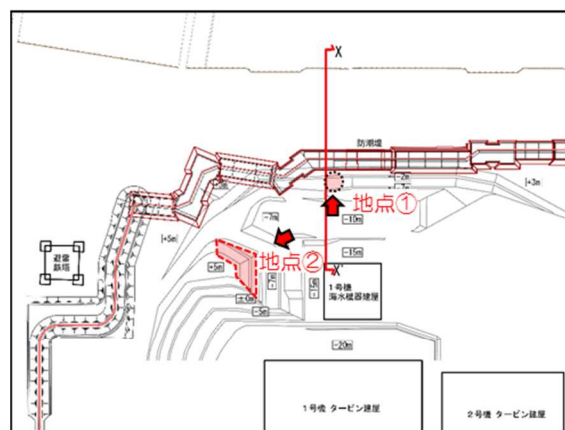 X
防潮堤
-2m
+3m
地点①
-7m
-10m
+5m
避雷
鉄塔
地点②
-15m
+5m
X'
±0m
-5m
1号機
海水機器建屋
-20m
1号機 タービン建屋
2号機 タービン建屋